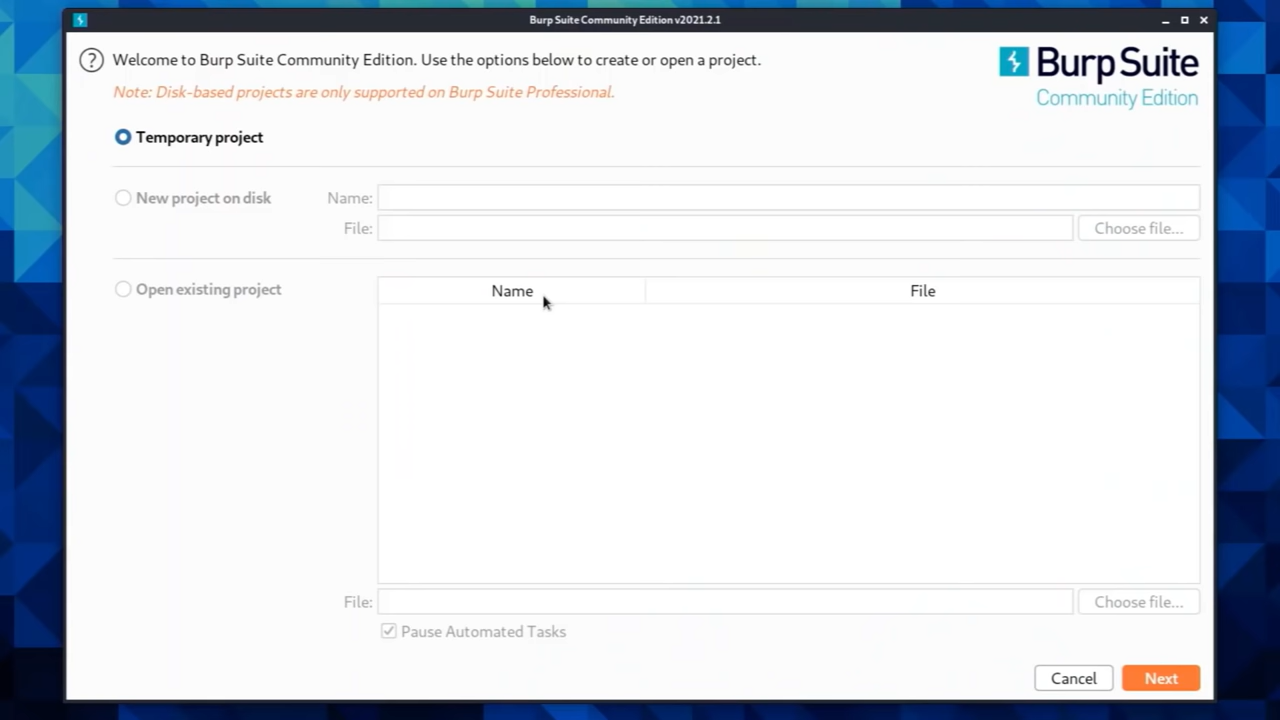 Burp Suite Community Edition v2021.2.1
Welcome to Burp Suite Community Edition. Use the options below to create or open a project.
Note: Disk-based projects are only supported on Burp Suite Professional.
Burp Suite
Community Edition
Temporary project
New project on disk Name:
File: Choose file...
Open existing project Name File
File: Choose file...
Pause Automated Tasks
Cancel Next